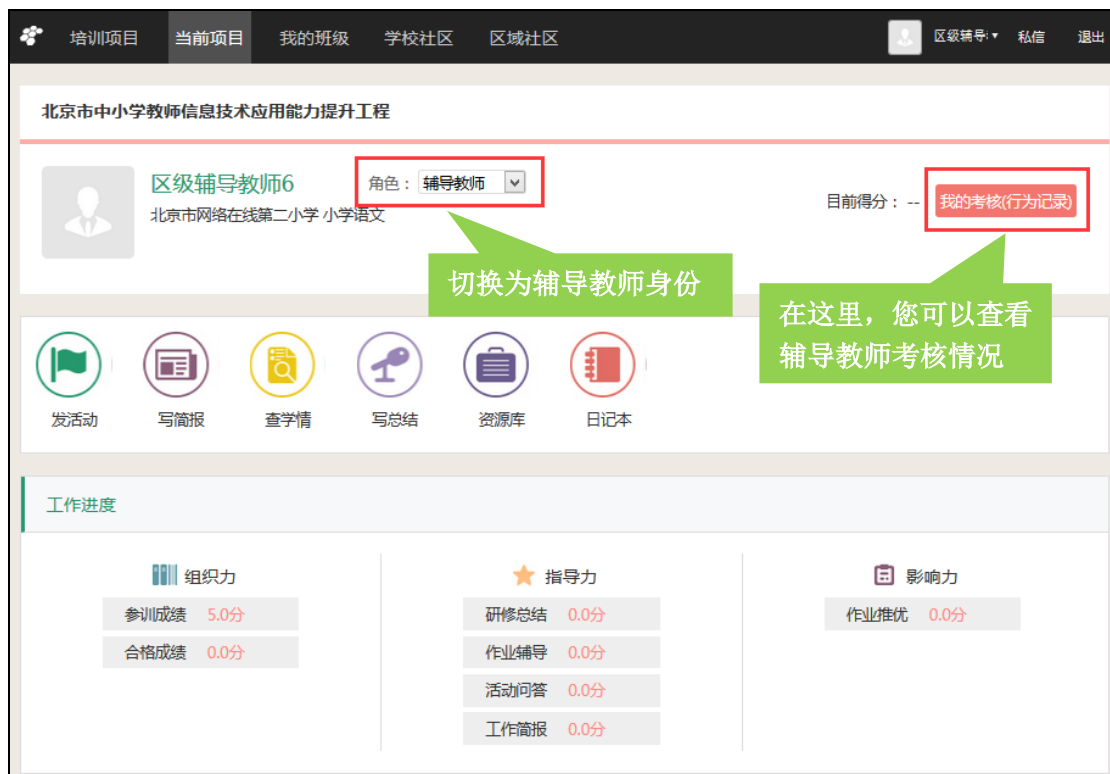 培训项目 当前项目 我的班级 学校社区 区域社区 区级辅导 私信 退出
北京市中小学教师信息技术应用能力提升工程
区级辅导教师6 角色： 辅导教师
北京市网络在线第二小学 小学语文
目前得分： -- 我的考核(行为记录)
切换为辅导教师身份
在这里，您可以查看
辅导教师考核情况
发活动 写简报 查学情 写总结 资源库 日记本
工作进度
组织力 指导力 影响力
参训成绩 5.0分 研修总结 0.0分 作业推优 0.0分
合格成绩 0.0分 作业辅导 0.0分
活动问答 0.0分
工作简报 0.0分